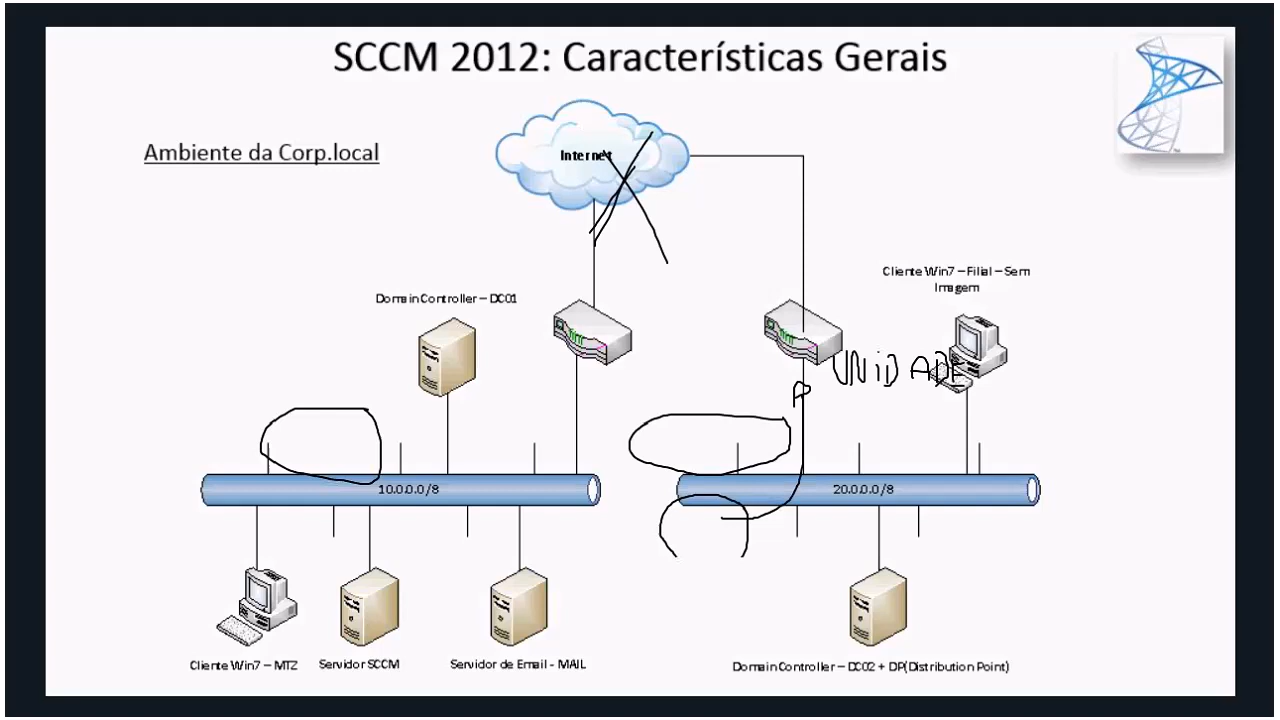 SCCM 2012: Características Gerais
Ambiente da Corp.local
Internet
Cliente Win7 – Filial – Sem
Imagem
Domain Controller – DC01
UNiDADE
P
10.0.0.0/8
20.0.0.0/8
Cliente Win7 – MTZ
Servidor SCCM
Servidor de Email - MAIL
Domain Controller – DC02 + DP(Distribution Point)